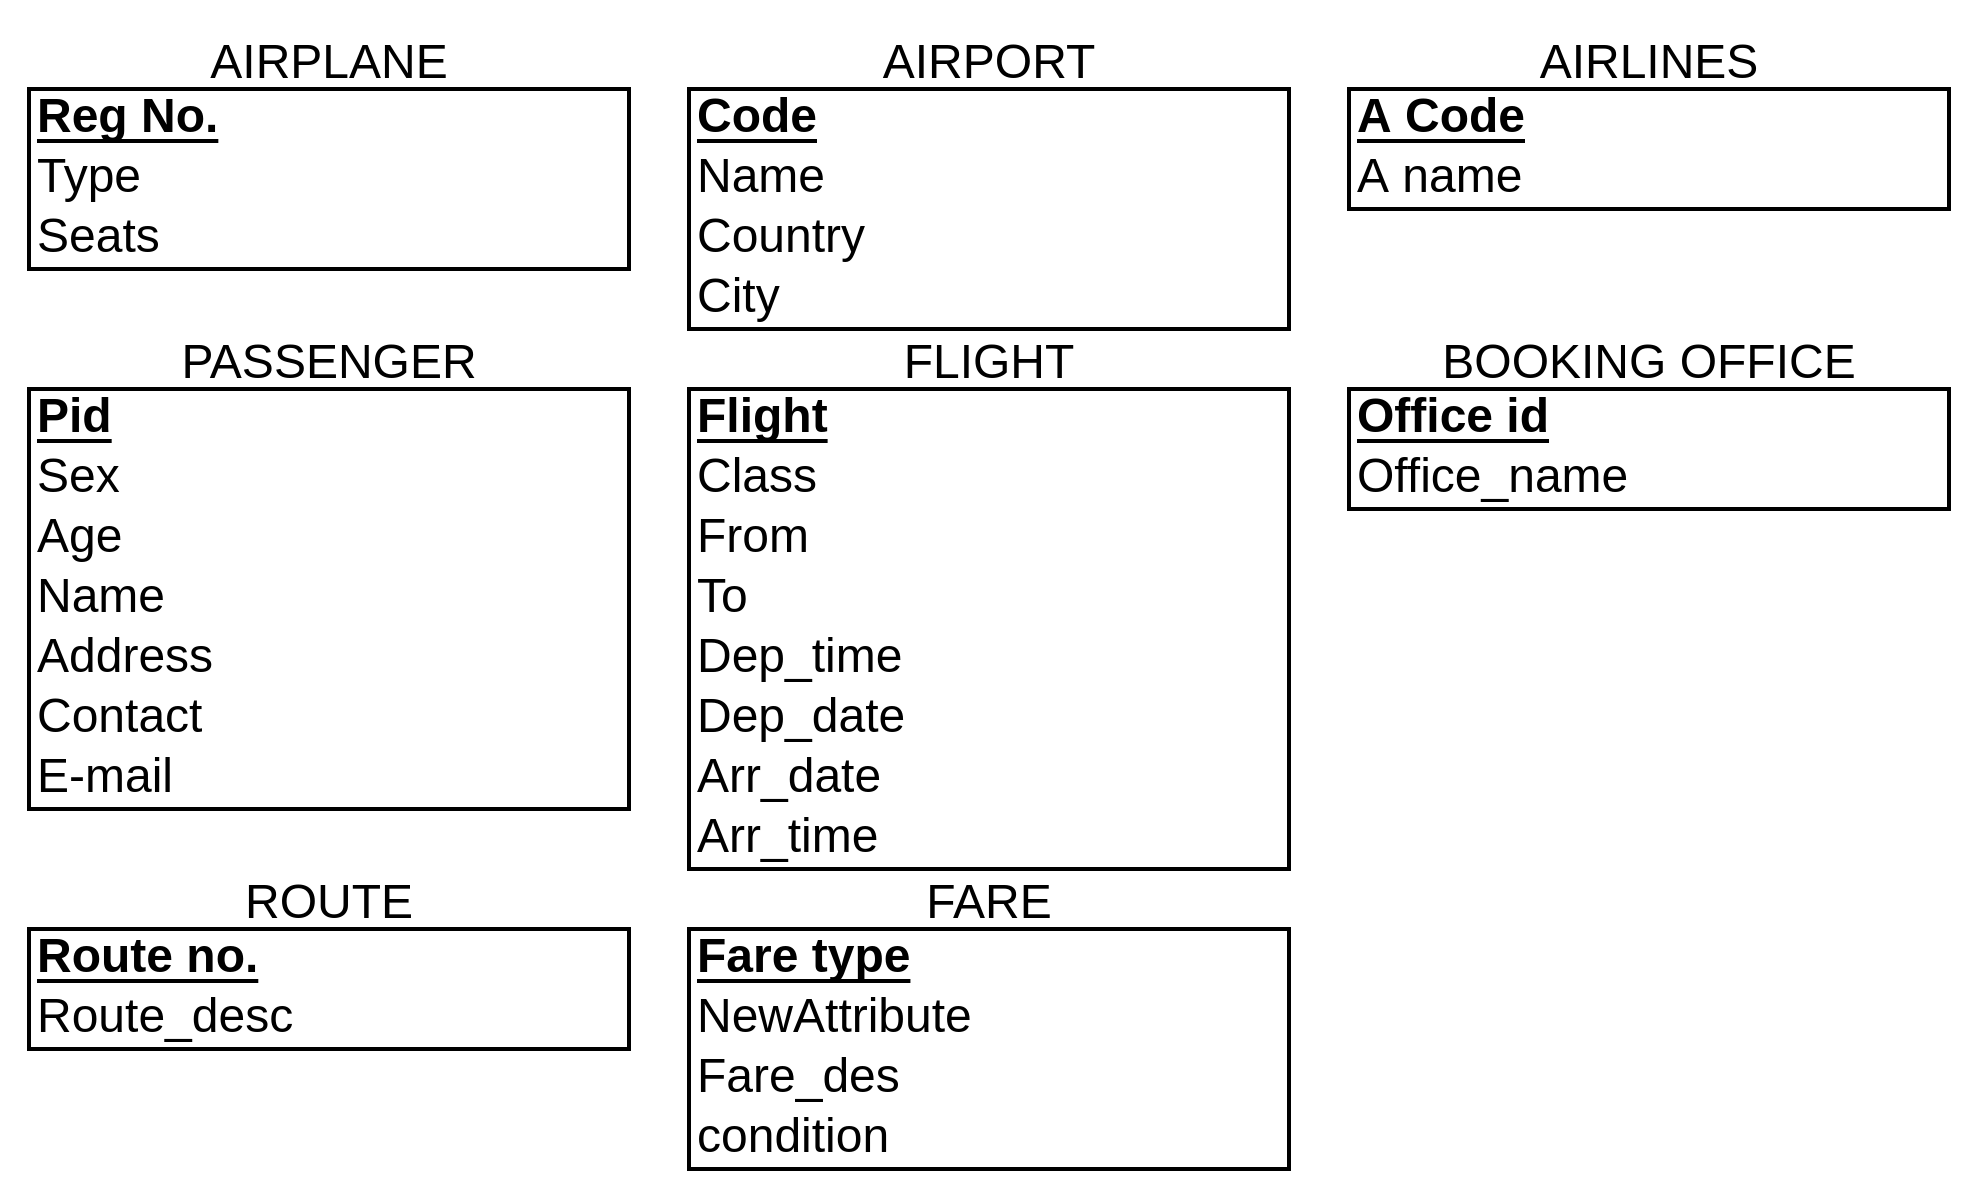 AIRPLANE
Reg No.
Type
Seats
AIRPORT
Code
Name
Country
City
AIRLINES
A Code
A name
PASSENGER
Pid
Sex
Age
Name
Address
Contact
E-mail
FLIGHT
Flight
Class
From
To
Dep_time
Dep_date
Arr_date
Arr_time
BOOKING OFFICE
Office id
Office_name
ROUTE
Route no.
Route_desc
FARE
Fare type
NewAttribute
Fare_des
condition